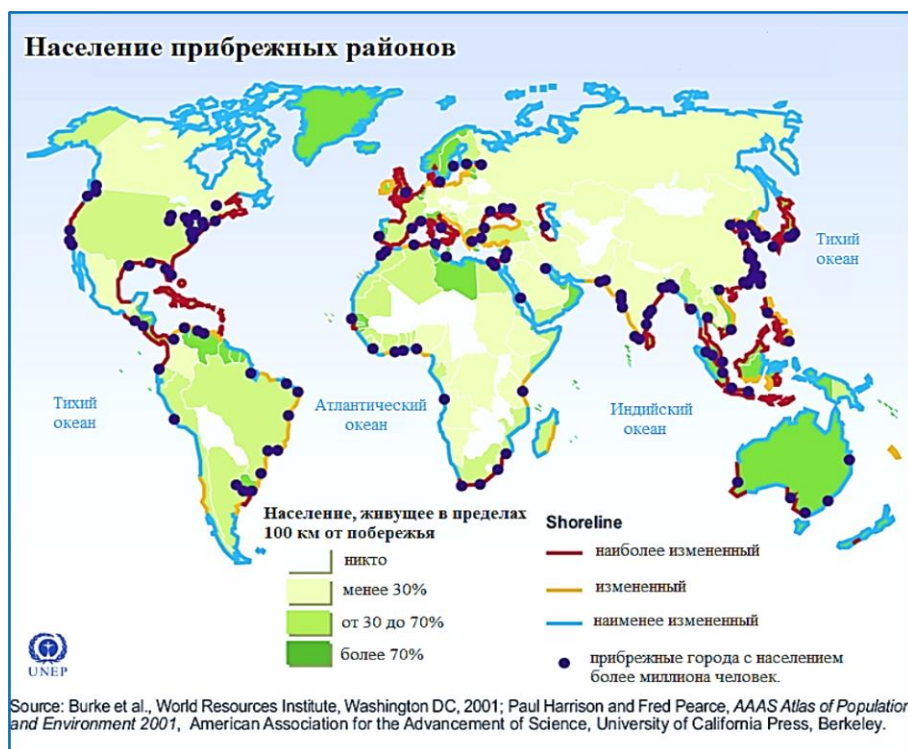 Население прибрежных районов
Тихий
океан
Тихий
океан
Атлантический
океан
Индийский
океан
Население, живущее в пределах
100 км от побережья
никто
менее 30%
от 30 до 70%
более 70%
Shoreline
наиболее измененный
измененный
наименее измененный
прибрежные города с населением
более миллиона человек.
UNEP
Source: Burke et al., World Resources Institute, Washington DC, 2001; Paul Harrison and Fred Pearce, AAAS Atlas of Population
and Environment 2001, American Association for the Advancement of Science, University of California Press, Berkeley.